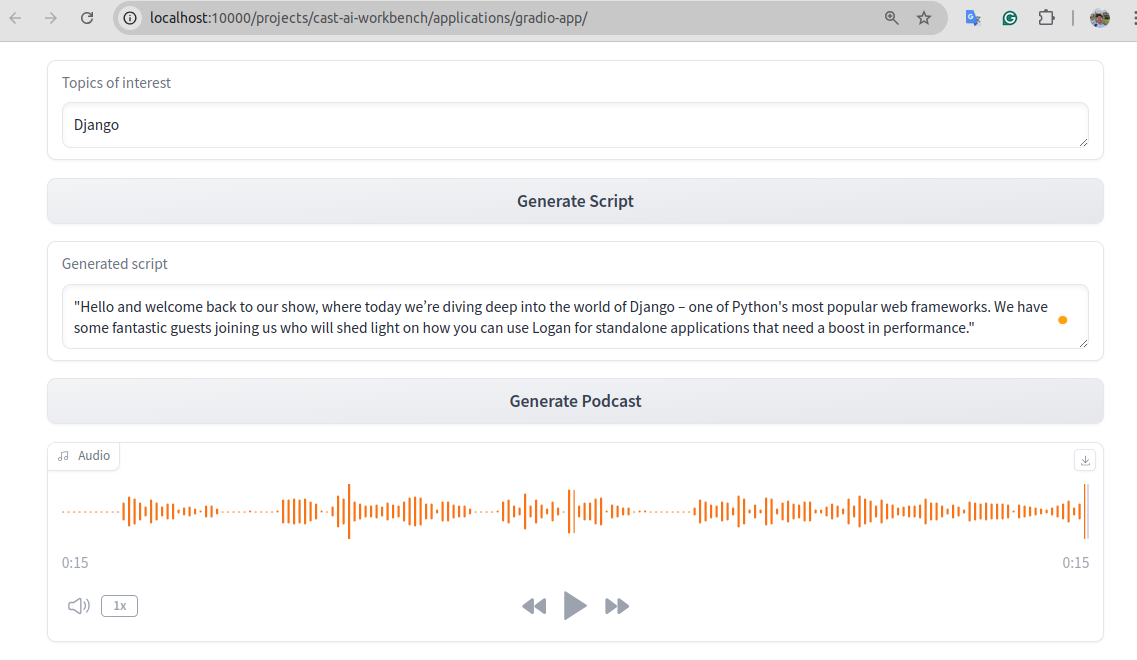 localhost:10000/projects/cast-ai-workbench/applications/gradio-app/
Topics of interest
Django
Generate Script
Generated script
"Hello and welcome back to our show, where today we’re diving deep into the world of Django – one of Python's most popular web frameworks. We have
some fantastic guests joining us who will shed light on how you can use Logan for standalone applications that need a boost in performance."
Generate Podcast
Audio
0:15
0:15
1x